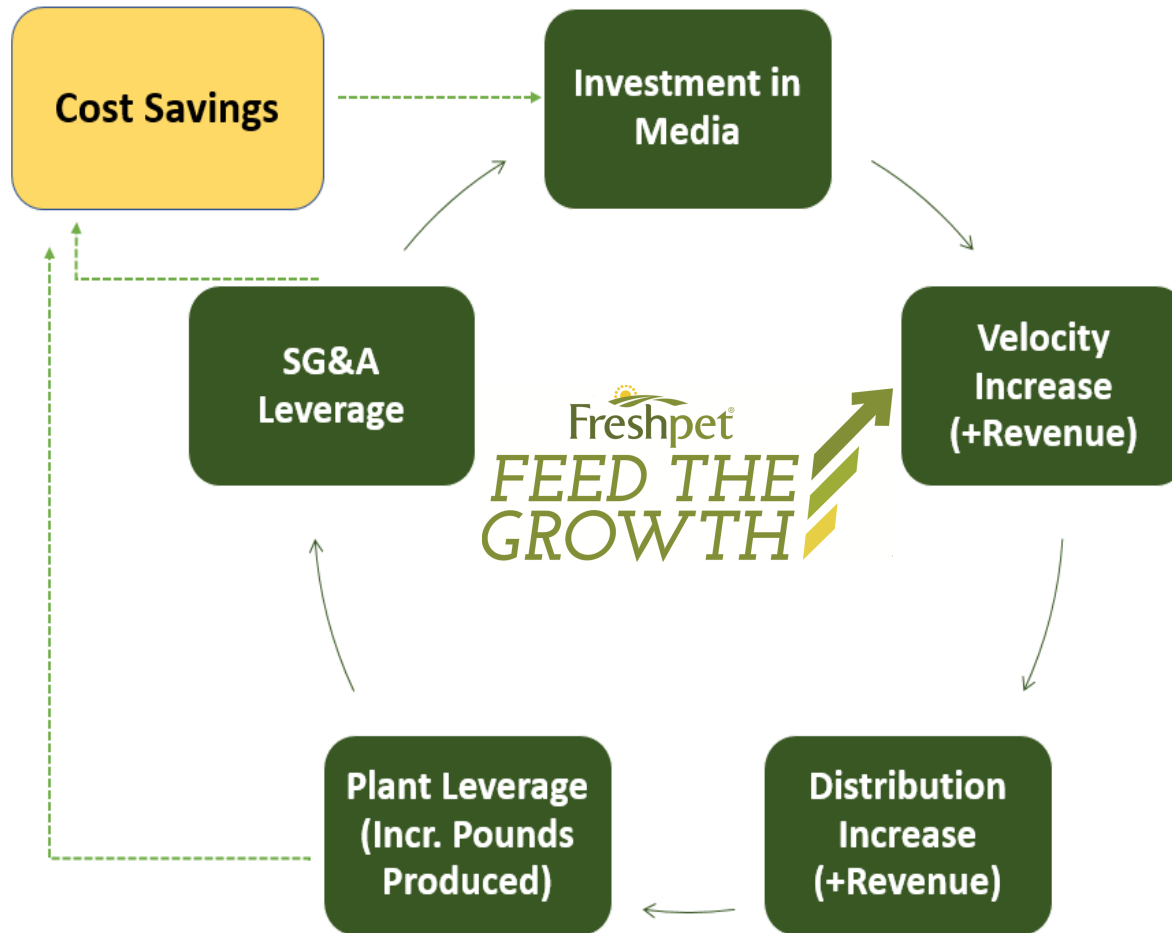 Cost Savings
Investment in
Media
Velocity
Increase
(+Revenue)
SG&A
Leverage
Freshpet®
FEED THE
GROWTH
Plant Leverage
(Incr. Pounds
Produced)
Distribution
Increase
(+Revenue)